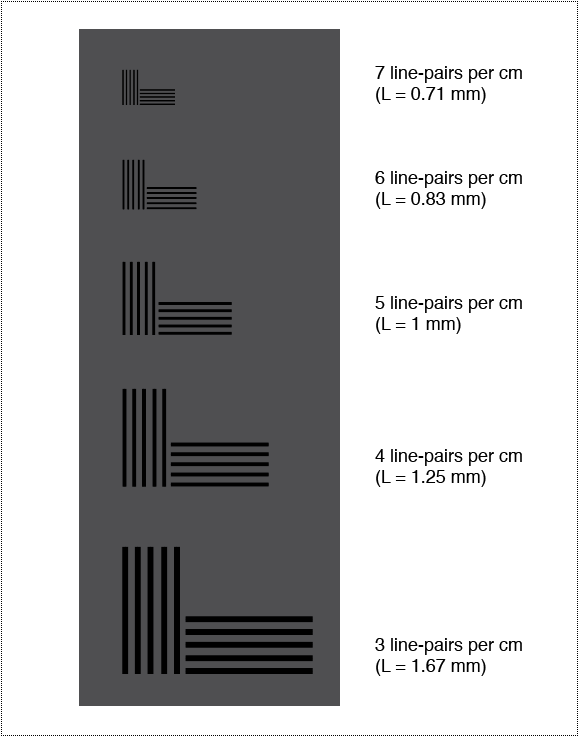 7 line-pairs per cm
(L = 0.71 mm)
6 line-pairs per cm
(L = 0.83 mm)
5 line-pairs per cm
(L = 1 mm)
4 line-pairs per cm
(L = 1.25 mm)
3 line-pairs per cm
(L = 1.67 mm)